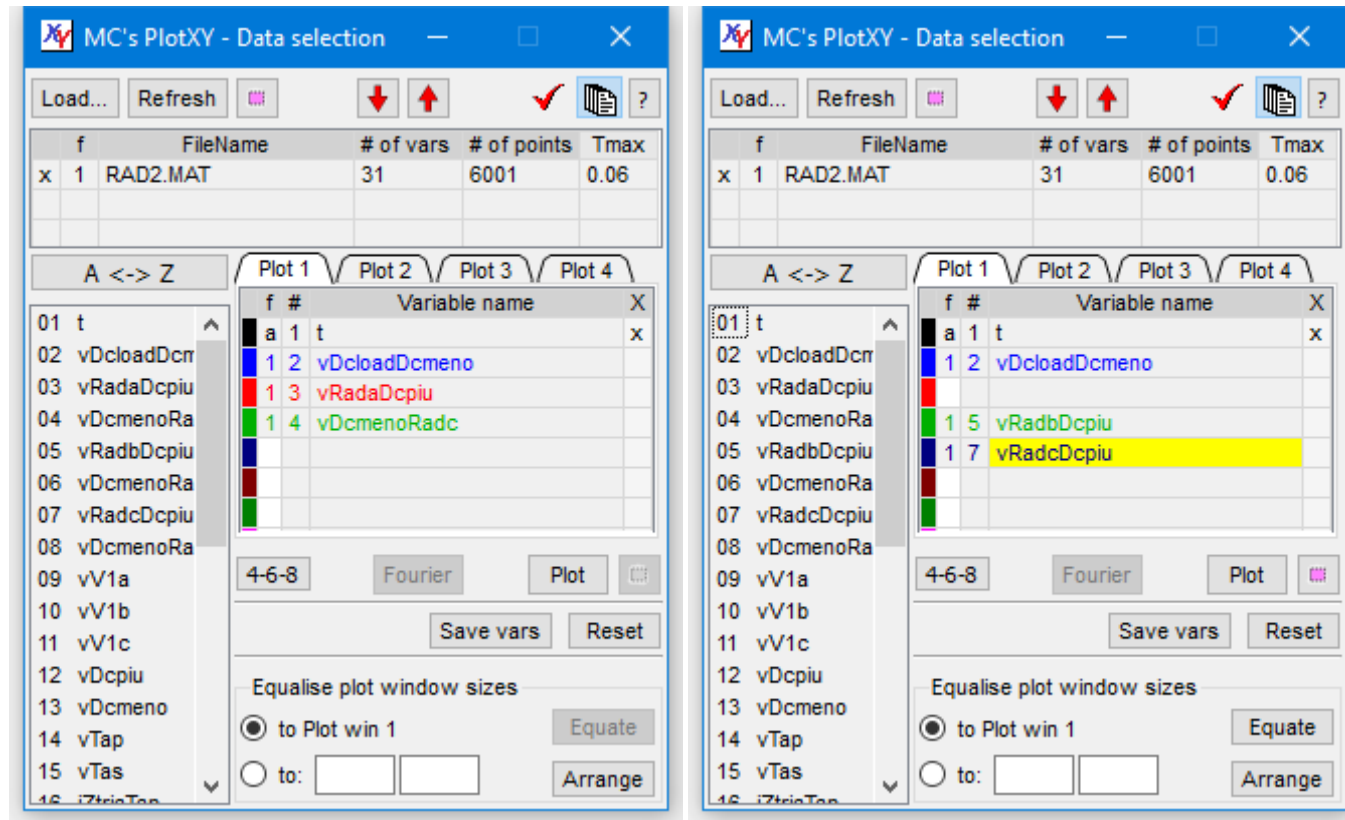 MC's PlotXY - Data selection
Load... Refresh ?
f FileName # of vars # of points Tmax
x 1 RAD2.MAT 31 6001 0.06
A <-> Z
Plot 1 Plot 2 Plot 3 Plot 4
01 t
02 vDcloadDcm
03 vRadaDcpiu
04 vDcmenoRa
05 vRadbDcpiu
06 vDcmenoRa
07 vRadcDcpiu
08 vDcmenoRa
09 vV1a
10 vV1b
11 vV1c
12 vDcpiu
13 vDcmeno
14 vTap
15 vTas
f # Variable name X
a 1 t x
1 2 vDcloadDcmeno
1 3 vRadaDcpiu
1 4 vDcmenoRadc
4-6-8 Fourier Plot
Save vars Reset
Equalise plot window sizes
to Plot win 1 Equate
to: Arrange
MC's PlotXY - Data selection
Load... Refresh ?
f FileName # of vars # of points Tmax
x 1 RAD2.MAT 31 6001 0.06
A <-> Z
Plot 1 Plot 2 Plot 3 Plot 4
01 t
02 vDcloadDcm
03 vRadaDcpiu
04 vDcmenoRa
05 vRadbDcpiu
06 vDcmenoRa
07 vRadcDcpiu
08 vDcmenoRa
09 vV1a
10 vV1b
11 vV1c
12 vDcpiu
13 vDcmeno
14 vTap
15 vTas
f # Variable name X
a 1 t x
1 2 vDcloadDcmeno
1 5 vRadbDcpiu
1 7 vRadcDcpiu
4-6-8 Fourier Plot
Save vars Reset
Equalise plot window sizes
to Plot win 1 Equate
to: Arrange